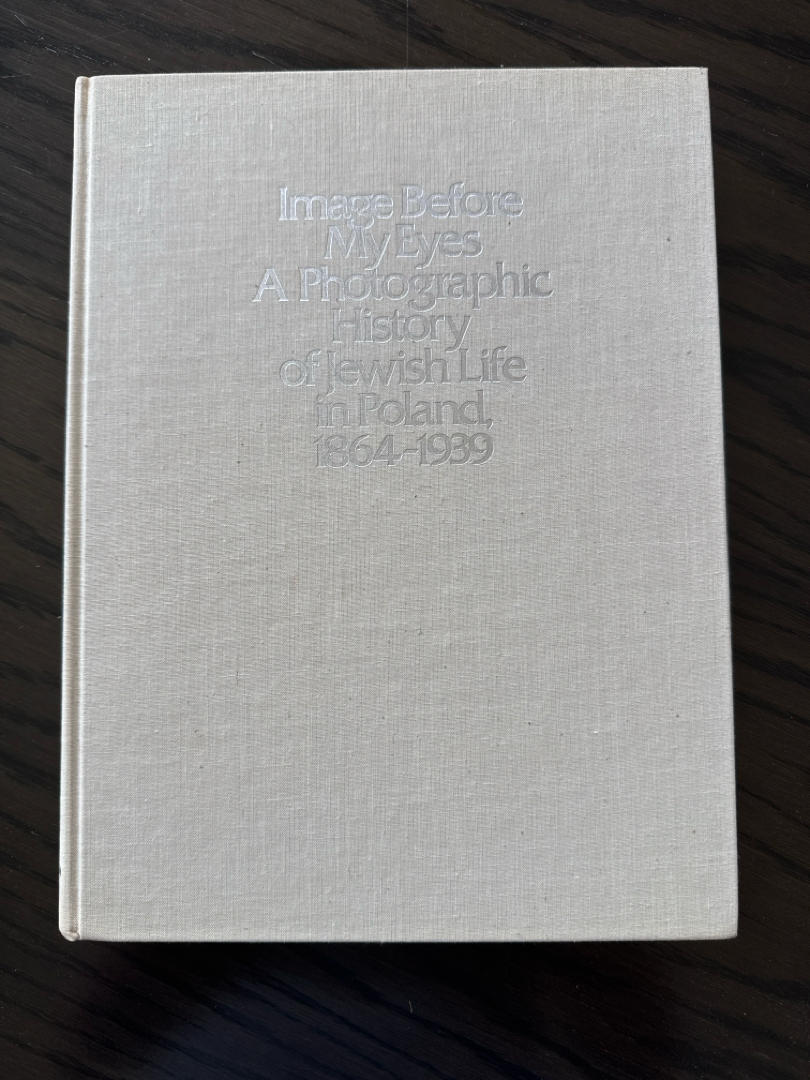 Image Before
My Eyes
A Photographic
History
of Jewish Life
in Poland,
1864-1939